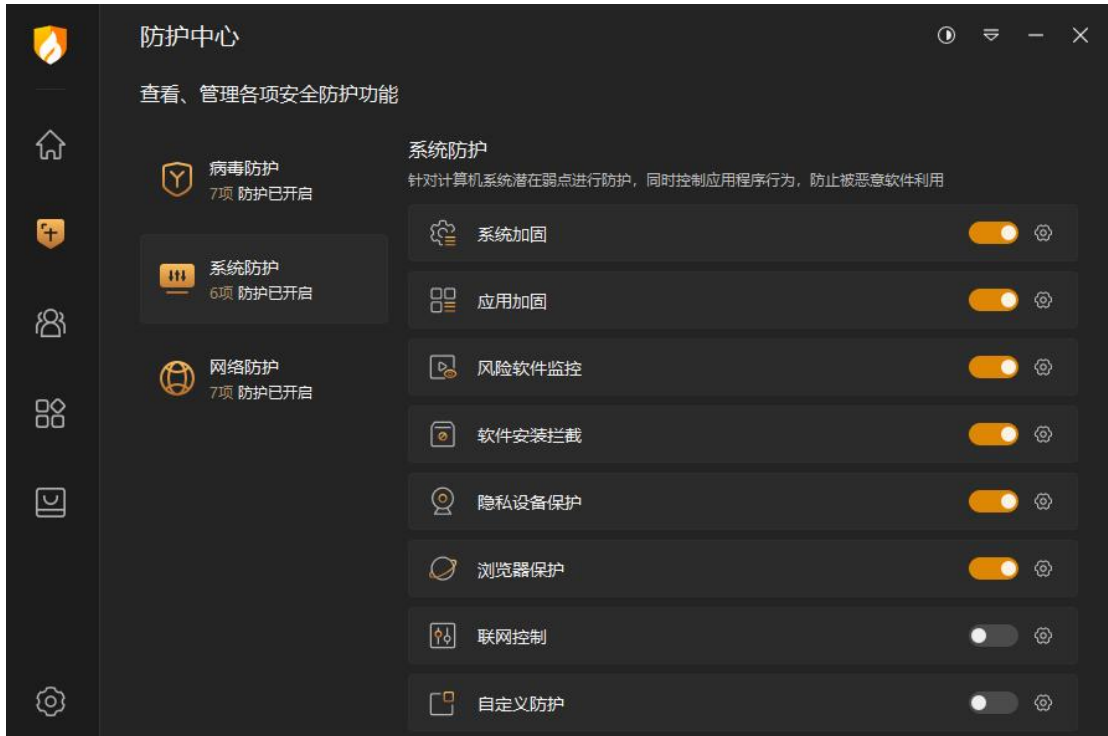 防护中心
查看、管理各项安全防护功能
病毒防护
7项 防护已开启
系统防护
6项 防护已开启
网络防护
7项 防护已开启
系统防护
针对计算机系统潜在弱点进行防护，同时控制应用程序行为，防止被恶意软件利用
系统加固
应用加固
风险软件监控
软件安装拦截
隐私设备保护
浏览器保护
联网控制
自定义防护